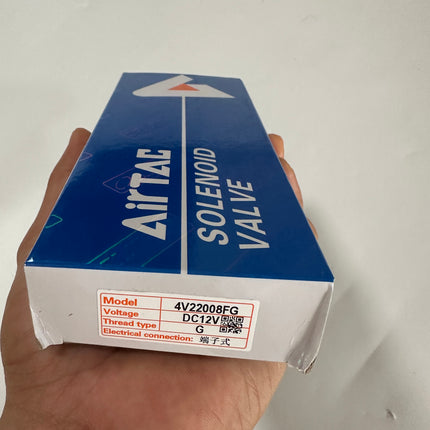 AirTAC
SOLENOID
VALVE
Model 4V22008FG
Voltage DC12V
Thread type G
Electrical connection: 端子式